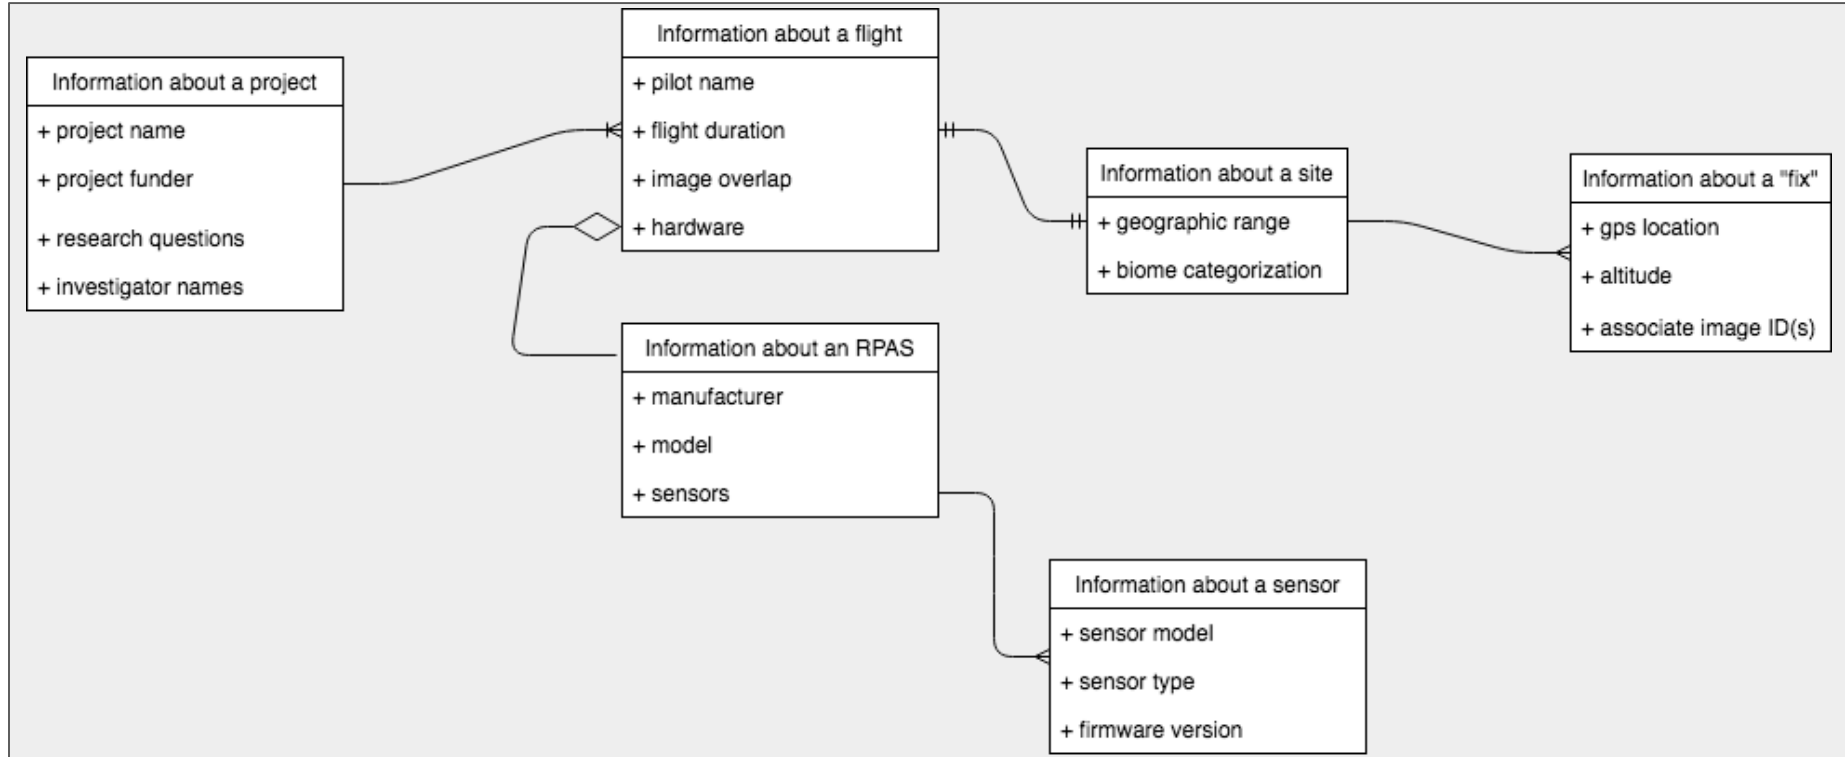 Information about a project
+ project name
+ project funder
+ research questions
+ investigator names
Information about a flight
+ pilot name
+ flight duration
+ image overlap
+ hardware
Information about an RPAS
+ manufacturer
+ model
+ sensors
Information about a site
+ geographic range
+ biome categorization
Information about a "fix"
+ gps location
+ altitude
+ associate image ID(s)
Information about a sensor
+ sensor model
+ sensor type
+ firmware version